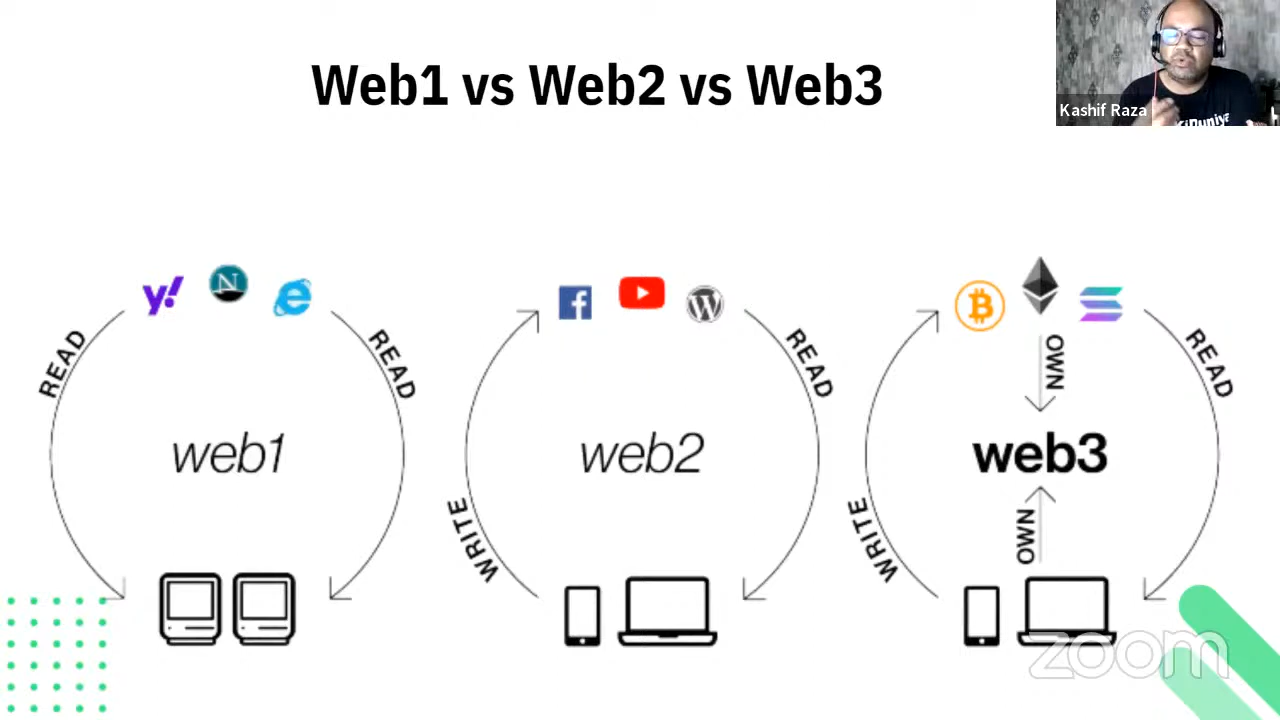 Web1 vs Web2 vs Web3
Kashif Raza
READ
READ
web1
WRITE
READ
web2
WRITE
READ
OWN
web3
OWN
zoom